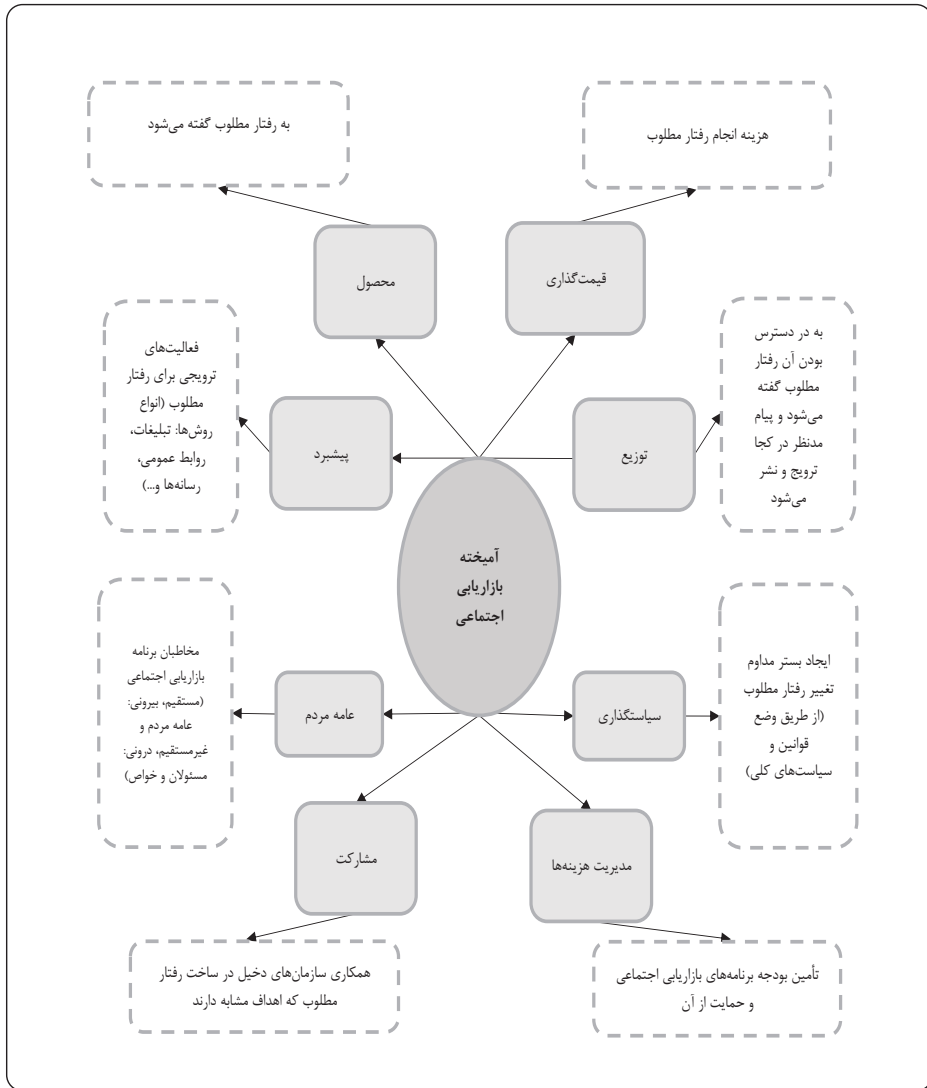 به رفتار مطلوب گفته می‌شود
هزینه انجام رفتار مطلوب
محصول
قیمت‌گذاری
فعالیت‌های
ترویجی برای رفتار
مطلوب (انواع
روش‌ها: تبلیغات،
روابط عمومی،
رسانه‌ها و...)
پیشبرد
توزیع
به در دسترس
بودن آن رفتار
مطلوب گفته
می‌شود و پیام
مدنظر در کجا
ترویج و نشر
می‌شود
آمیخته
بازاریابی
اجتماعی
مخاطبان برنامه
بازاریابی اجتماعی
(مستقیم، بیرونی:
عامه مردم و
غیرمستقیم، درونی:
مسئولان و خواص)
عامه مردم
سیاستگذاری
ایجاد بستر مداوم
تغییر رفتار مطلوب
(از طریق وضع
قوانین و
سیاست‌های کلی)
مشارکت
مدیریت هزینه‌ها
همکاری سازمان‌های دخیل در ساخت رفتار
مطلوب که اهداف مشابه دارند
تأمین بودجه برنامه‌های بازاریابی اجتماعی
و حمایت از آن